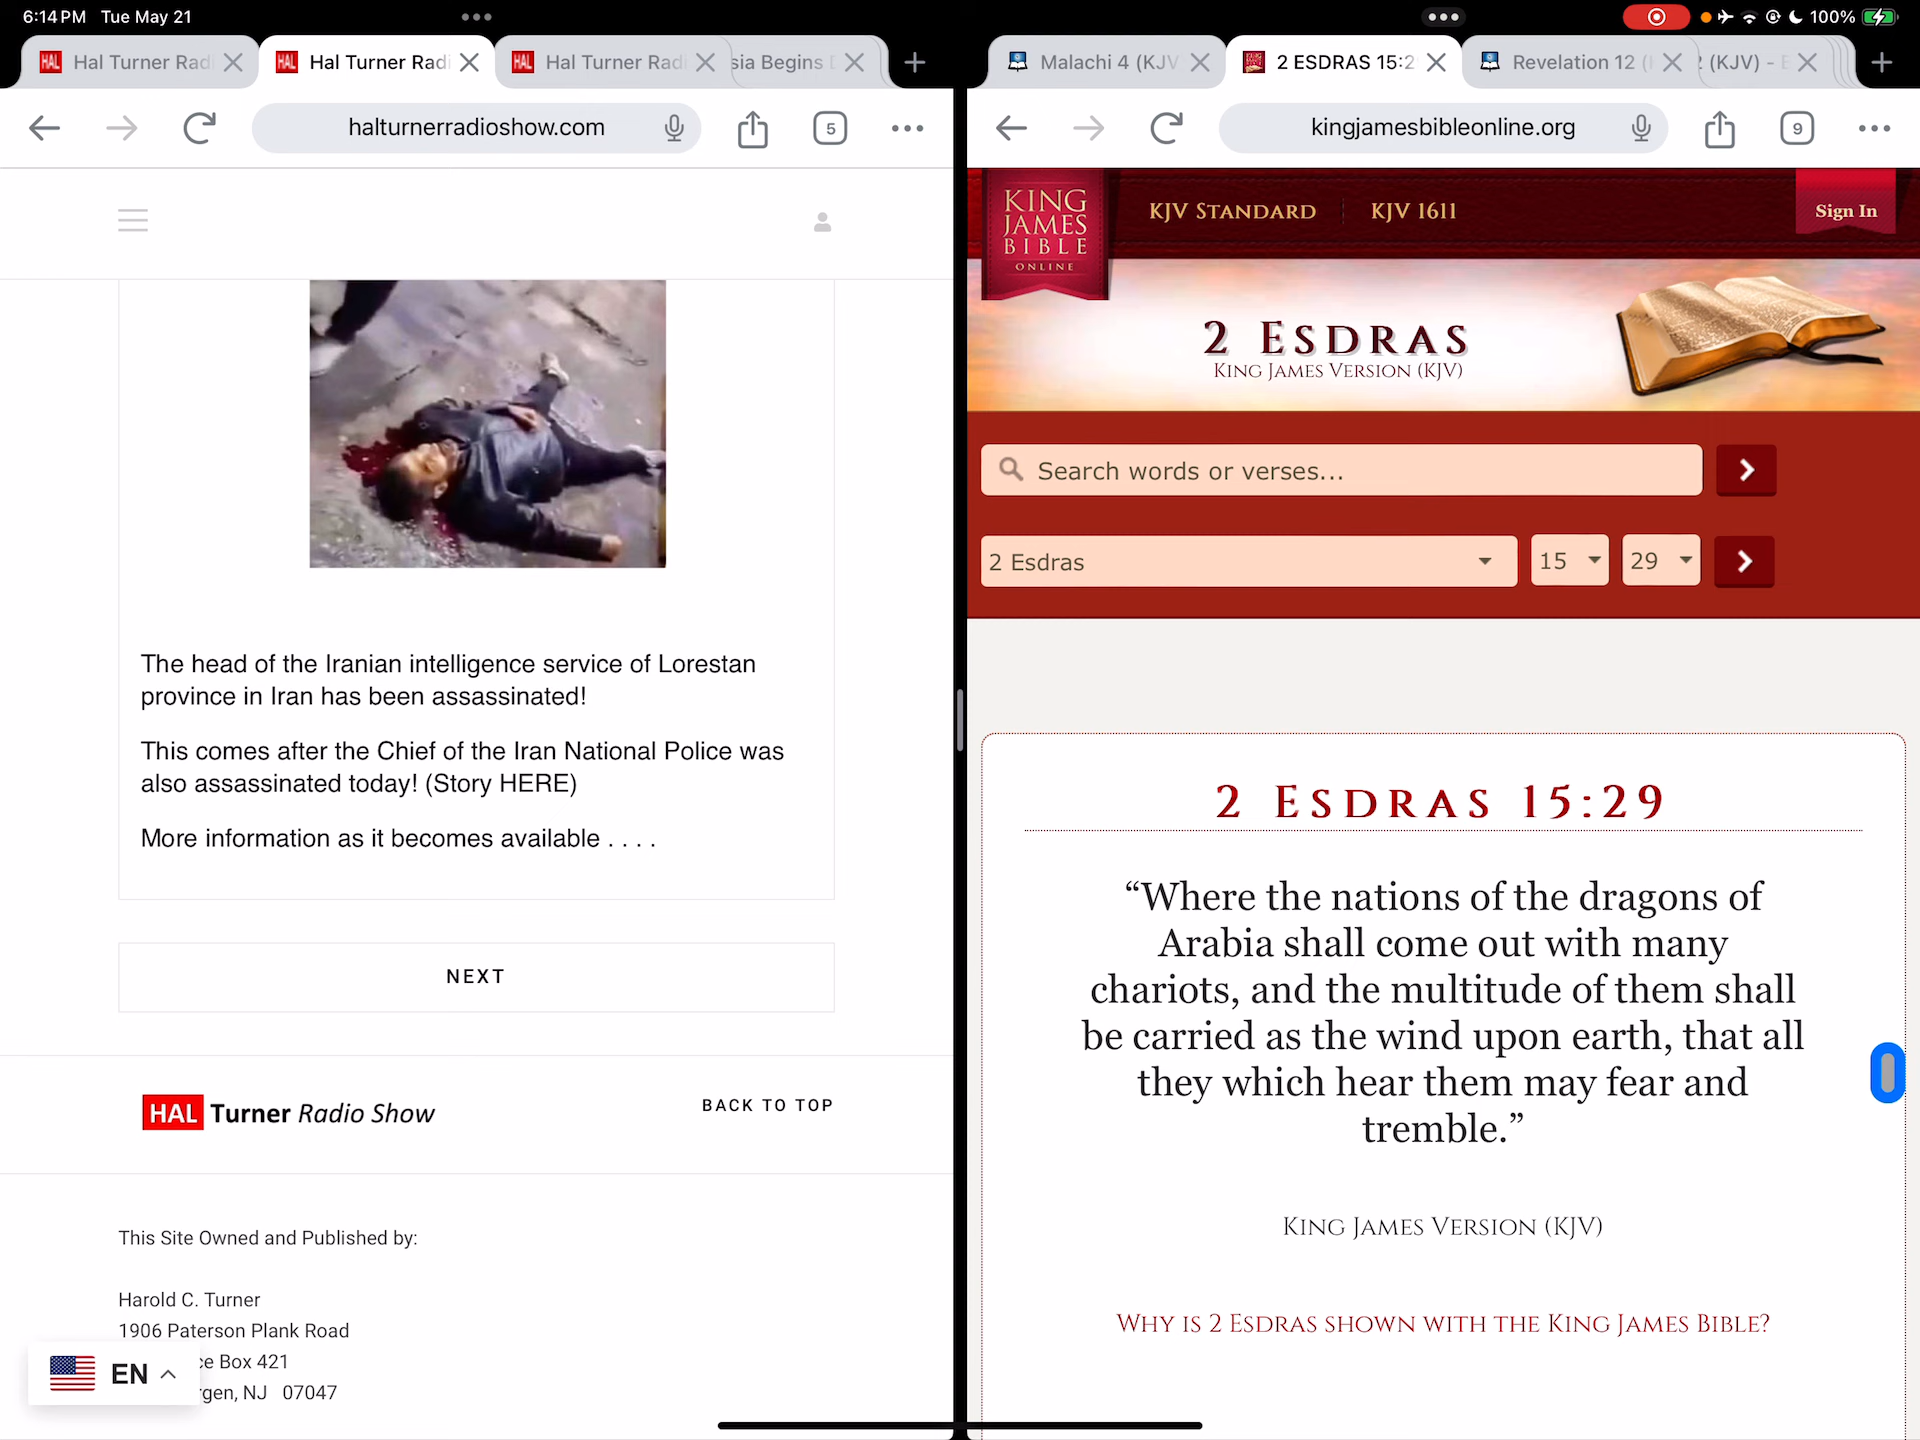 6:14 PM Tue May 21
100%
Hal Turner Rad
Hal Turner Radi
Hal Turner Rad
sia Begins
halturnerradioshow.com
5
The head of the Iranian intelligence service of Lorestan
province in Iran has been assassinated!
This comes after the Chief of the Iran National Police was
also assassinated today! (Story HERE)
More information as it becomes available . . . .
NEXT
HAL Turner Radio Show
BACK TO TOP
This Site Owned and Published by:
Harold C. Turner
1906 Paterson Plank Road
ce Box 421
rgen, NJ 07047
EN
Malachi 4 (KJV
2 ESDRAS 15:2
Revelation 12 (
(KJV) -
kingjamesbibleonline.org
9
KING
JAMES
BIBLE
ONLINE
KJV STANDARD
KJV 1611
Sign In
2 ESDRAS
KING JAMES VERSION (KJV)
Search words or verses...
2 Esdras
15
29
2 ESDRAS 15:29
“Where the nations of the dragons of
Arabia shall come out with many
chariots, and the multitude of them shall
be carried as the wind upon earth, that all
they which hear them may fear and
tremble.”
KING JAMES VERSION (KJV)
WHY IS 2 ESDRAS SHOWN WITH THE KING JAMES BIBLE?